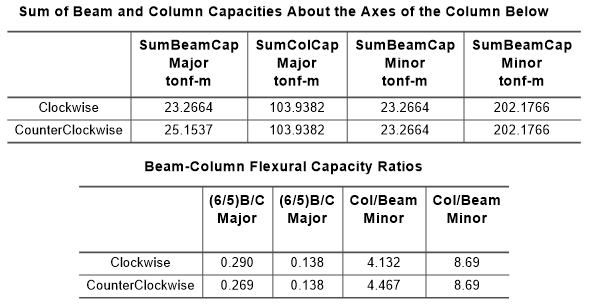 Sum of Beam and Column Capacities About the Axes of the Column Below
SumBeamCap Major tonf-m SumColCap Major tonf-m SumBeamCap Minor tonf-m SumBeamCap Minor tonf-m
Clockwise 23.2664 103.9382 23.2664 202.1766
CounterClockwise 25.1537 103.9382 23.2664 202.1766
Beam-Column Flexural Capacity Ratios
(6/5)B/C Major (6/5)B/C Major Col/Beam Minor Col/Beam Minor
Clockwise 0.290 0.138 4.132 8.69
CounterClockwise 0.269 0.138 4.467 8.69